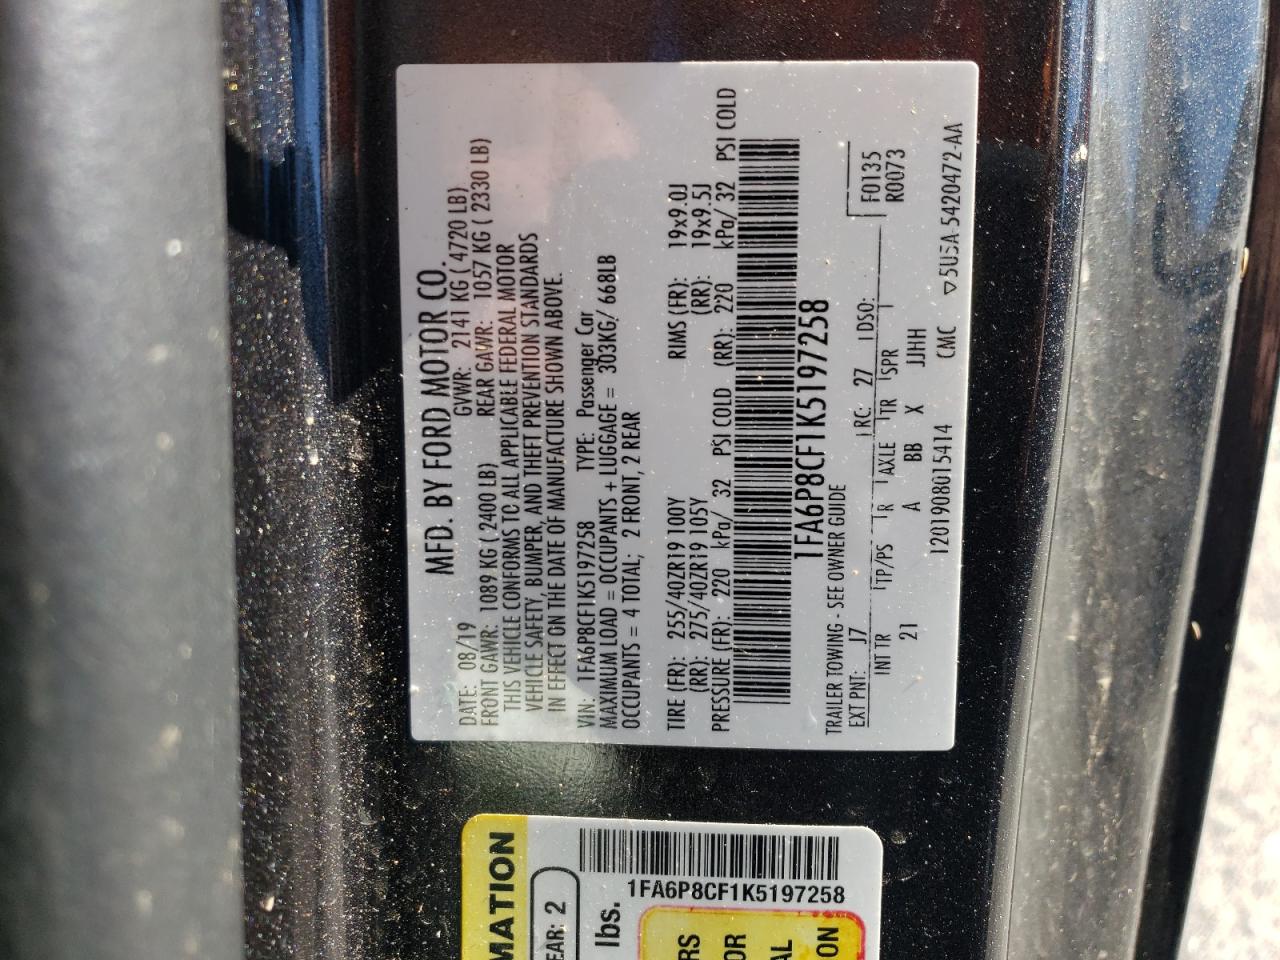 MFD. BY FORD MOTOR CO.
DATE: 08/19 GVWR: 2141 KG ( 4720 LB)
FRONT GAWR: 1089 KG ( 2400 LB) REAR GAWR: 1057 KG ( 2330 LB)
THIS VEHICLE CONFORMS TO ALL APPLICABLE FEDERAL MOTOR
VEHICLE SAFETY, BUMPER, AND THEFT PREVENTION STANDARDS
IN EFFECT ON THE DATE OF MANUFACTURE SHOWN ABOVE.
VIN: 1FA6P8CF1K5197258 TYPE: Passenger Car
MAXIMUM LOAD = OCCUPANTS + LUGGAGE = 303KG/ 668LB
OCCUPANTS = 4 TOTAL; 2 FRONT, 2 REAR
TIRE (FR): 255/40ZR19 100Y RIMS (FR): 19x9.0J
(RR): 275/40ZR19 105Y (RR): 19x9.5J
PRESSURE (FR): 220 kPa/ 32 PSI COLD (RR): 220 kPa/ 32 PSI COLD
1FA6P8CF1K5197258
TRAILER TOWING - SEE OWNER GUIDE F0135
EXT PNT: J7 RC: 27 DSO: R0073
INT TR TP/PS R AXLE TR SPR
21 A BB X JJHH
1201908015414 CMC ▽5U5A-5420472-AA
MATION
EAR: 2
lbs.
1FA6P8CF1K5197258
RS
OR
AL
ON